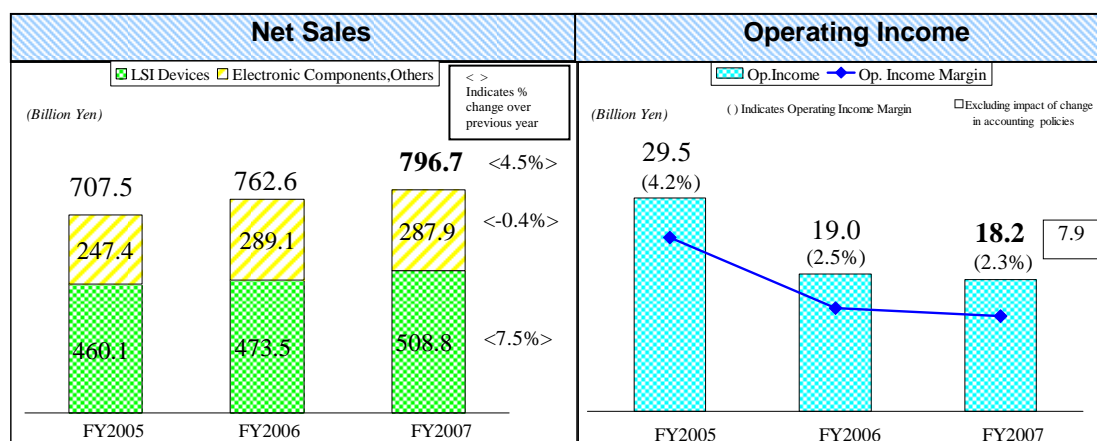 Net Sales
LSI Devices Electronic Components,Others
< >
Indicates %
change over
previous year
(Billion Yen)
796.7 <4.5%>
762.6
707.5
<-0.4%>
247.4 289.1 287.9
460.1 473.5 508.8 <7.5%>
FY2005 FY2006 FY2007
Operating Income
Op.Income Op. Income Margin
(Billion Yen) ( ) Indicates Operating Income Margin
Excluding impact of change
in accounting policies
29.5
(4.2%)
19.0
(2.5%)
18.2
(2.3%)
7.9
FY2005 FY2006 FY2007